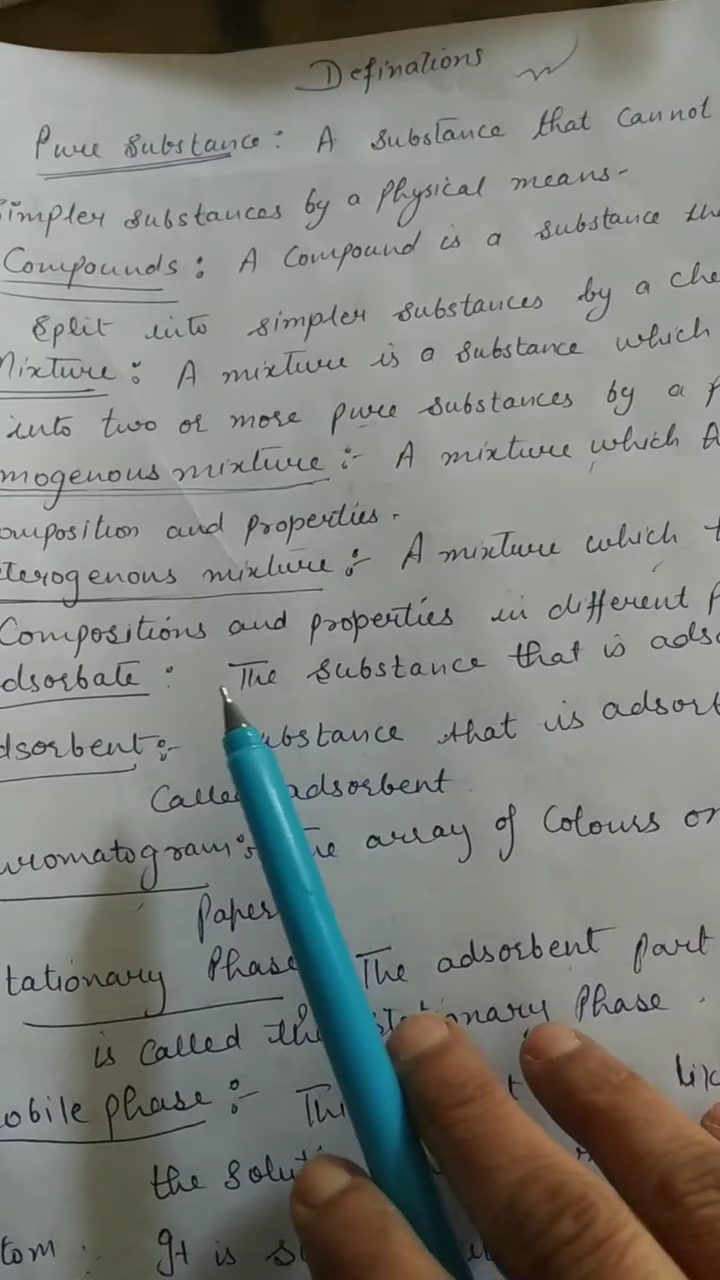 Definations
Pure Substance : A Substance that Cannot
Simpler substances by a Physical means-
Compounds : A Compound is a substance
Split into simpler substances by a
Mixture : A mixture is a substance which
into two or more pure substances by a
mogenous mixture :- A mixture which
omposition and properties.
terogenous mixture :- A mixture which
Compositions and properties in different
dsorbate : The substance that is
dsorbent :- ubstance that is
Called adsorbent
romatogram :- The array of Colours on
Paper
tationary Phase The adsorbent part
is called the Stationary Phase .
obile phase :-
the
tom : It is